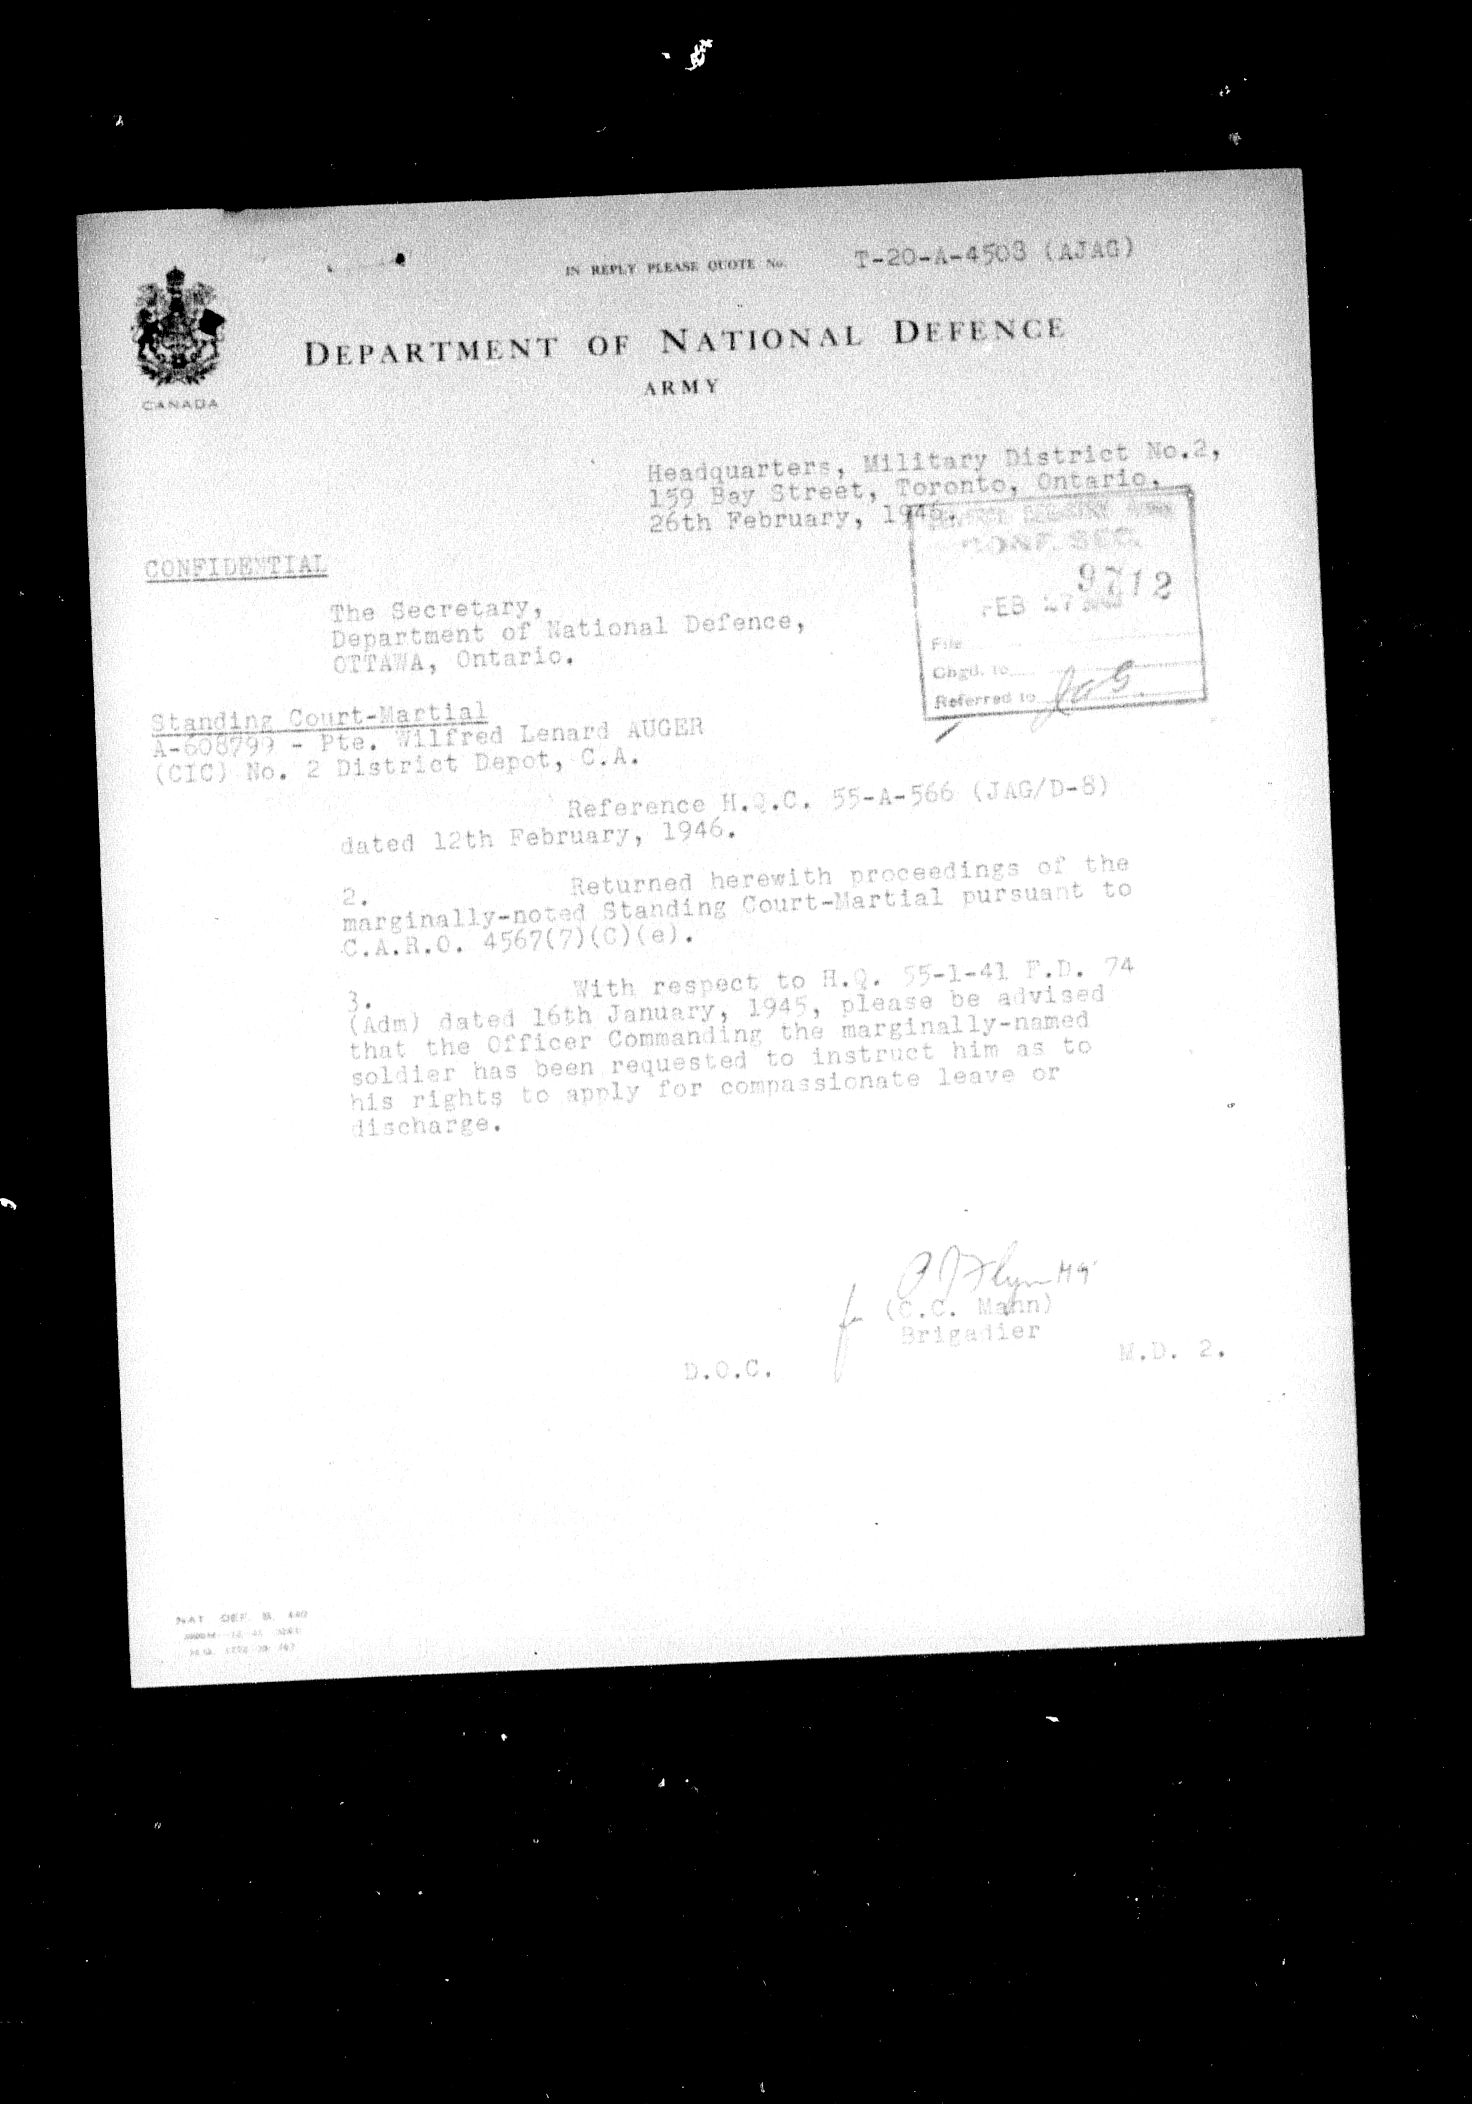 IN REPLY PLEASE QUOTE No. T-20-A-4503 (AJAG)
DEPARTMENT OF NATIONAL DEFENCE
ARMY
CANADA
Headquarters, Military District No.2,
159 Bay Street, Toronto, Ontario,
26th February, 1946.
CONF. SEC.
9712
FEB 27
File
Chgd. to
Referred to JAG
CONFIDENTIAL
The Secretary,
Department of National Defence,
OTTAWA, Ontario.
Standing Court-Martial
A-608799 - Pte. Wilfred Lenard AUGER
(CIC) No. 2 District Depot, C.A.
Reference H.Q.C. 55-A-566 (JAG/D-8)
dated 12th February, 1946.
2. Returned herewith proceedings of the
marginally-noted Standing Court-Martial pursuant to
C.A.R.O. 4567(7)(C)(e).
3. With respect to H.Q. 55-1-41 F.D. 74
(Adm) dated 16th January, 1945, please be advised
that the Officer Commanding the marginally-named
soldier has been requested to instruct him as to
his rights to apply for compassionate leave or
discharge.
for
(C.C. Mann)
Brigadier
D.O.C. M.D. 2.
NAT. DEF. B.